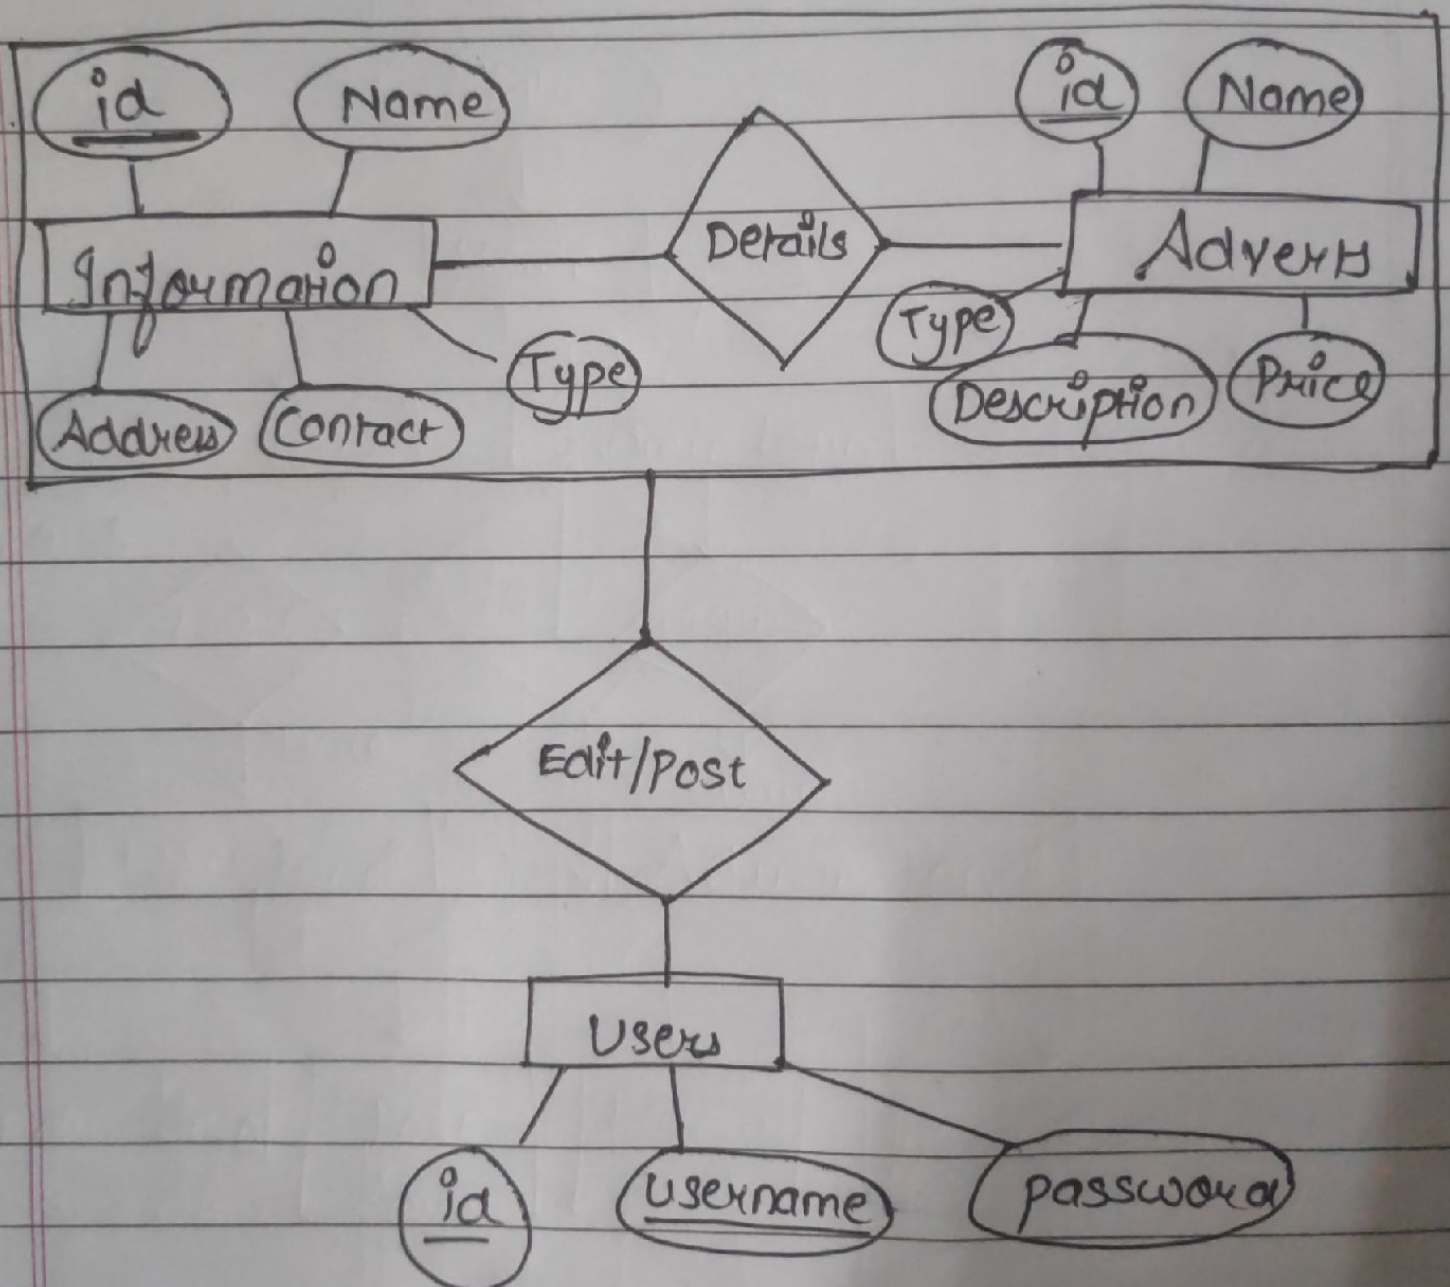 id
Name
id
Name
Information
Details
Adverts
Type
Type
Address
Contact
Description
Price
Edit/Post
Users
id
username
password